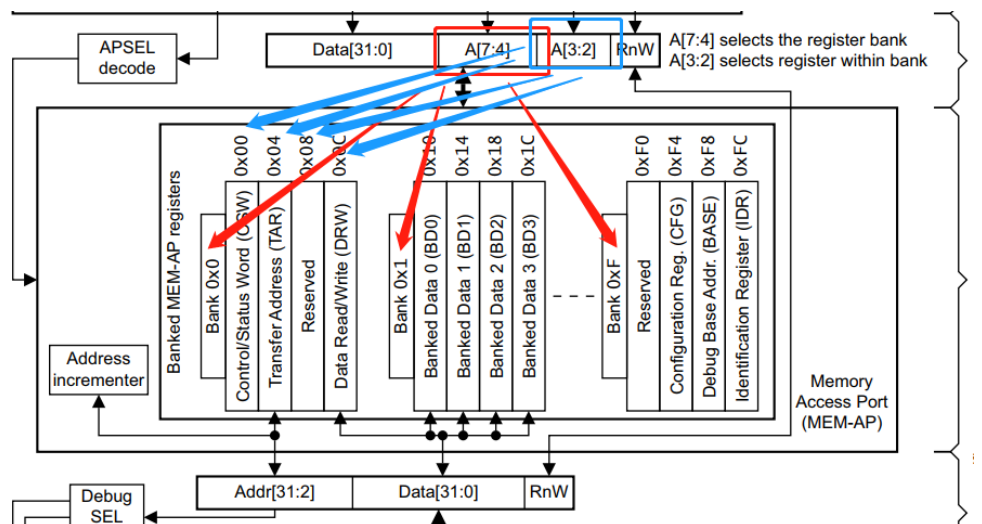 APSEL
decode
Data[31:0]
A[7:4]
A[3:2]
RnW
A[7:4] selects the register bank
A[3:2] selects register within bank
Banked MEM-AP registers
Bank 0x0
0x00
Control/Status Word (CSW)
0x04
Transfer Address (TAR)
0x08
Reserved
0x0C
Data Read/Write (DRW)
Bank 0x1
0x10
Banked Data 0 (BD0)
0x14
Banked Data 1 (BD1)
0x18
Banked Data 2 (BD2)
0x1C
Banked Data 3 (BD3)
Bank 0xF
0xF0
Reserved
0xF4
Configuration Reg. (CFG)
0xF8
Debug Base Addr. (BASE)
0xFC
Identification Register (IDR)
Address
incrementer
Memory
Access Port
(MEM-AP)
Addr[31:2]
Data[31:0]
RnW
Debug
SEL